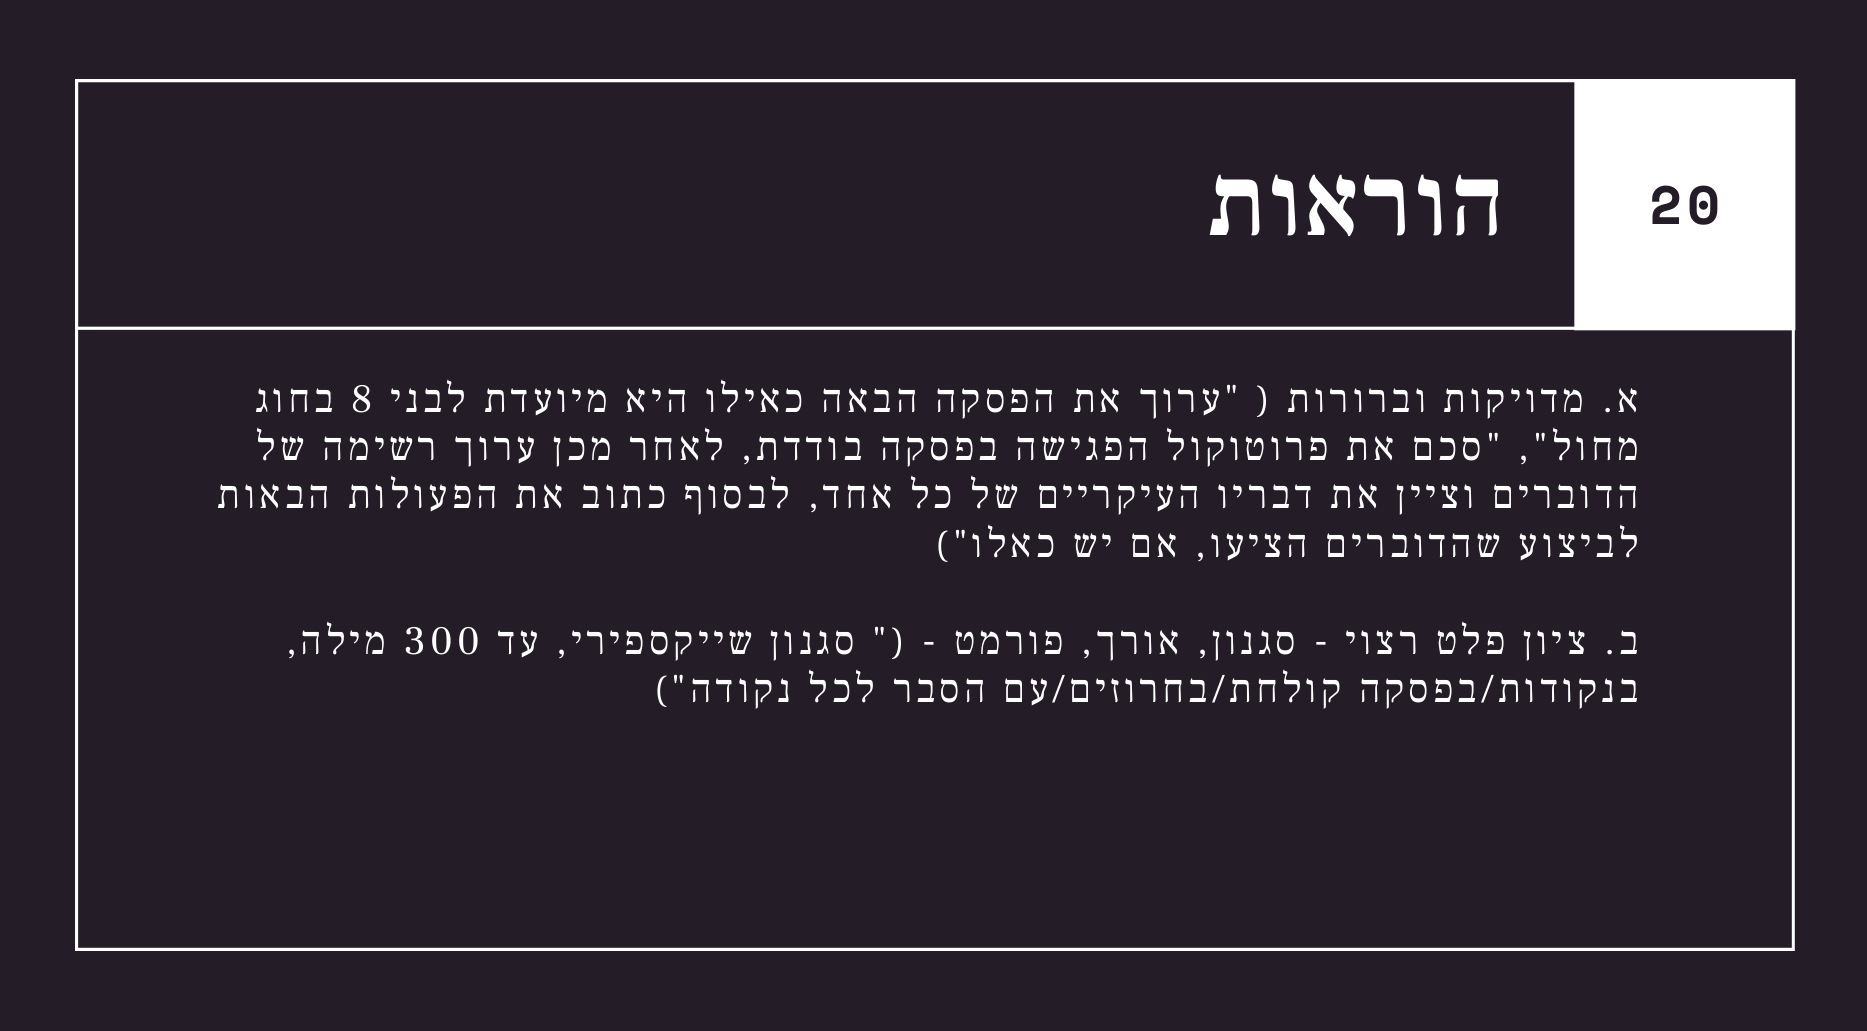 20
הוראות
א. מדויקות וברורות ( "ערוך את הפסקה הבאה כאילו היא מיועדת לבני 8 בחוג
מחול", "סכם את פרוטוקול הפגישה בפסקה בודדת, לאחר מכן ערוך רשימה של
הדוברים וציין את דבריו העיקריים של כל אחד, לבסוף כתוב את הפעולות הבאות
לביצוע שהדוברים הציעו, אם יש כאלו")
ב. ציון פלט רצוי - סגנון, אורך, פורמט - (" סגנון שייקספירי, עד 300 מילה,
בנקודות/בפסקה קולחת/בחרוזים/עם הסבר לכל נקודה")